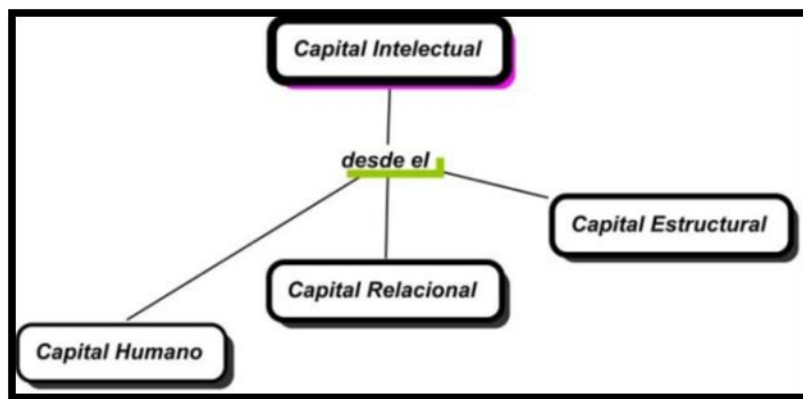 Capital Intelectual
desde el
Capital Estructural
Capital Relacional
Capital Humano